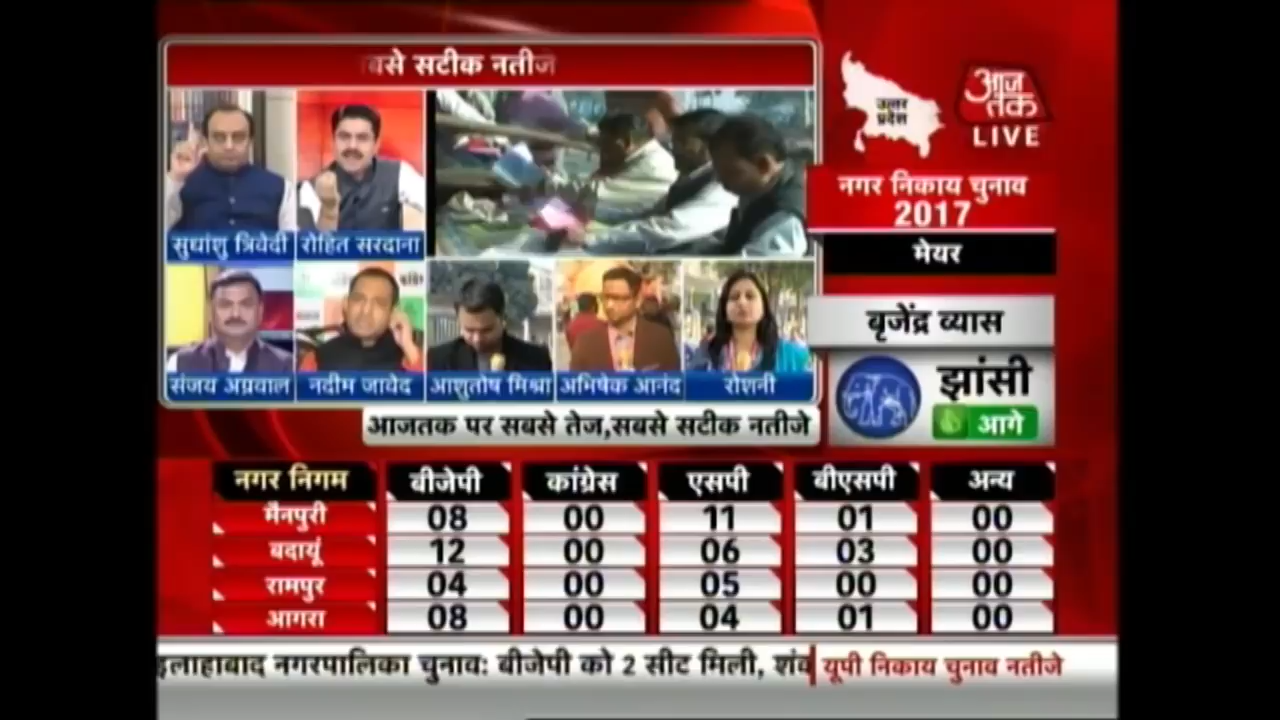 बसे सटीक नतीजे
उत्तर
प्रदेश
आज
तक
LIVE
नगर निकाय चुनाव
2017
मेयर
बृजेंद्र व्यास
झांसी
आगे
सुधांशु त्रिवेदी रोहित सरदाना
संजय अग्रवाल नदीम जावेद आशुतोष मिश्रा अभिषेक आनंद रोशनी
आजतक पर सबसे तेज,सबसे सटीक नतीजे
नगर निगम बीजेपी कांग्रेस एसपी बीएसपी अन्य
मैनपुरी 08 00 11 01 00
बदायूं 12 00 06 03 00
रामपुर 04 00 05 00 00
आगरा 08 00 04 01 00
इलाहाबाद नगरपालिका चुनाव: बीजेपी को 2 सीट मिली, यूपी निकाय चुनाव नतीजे